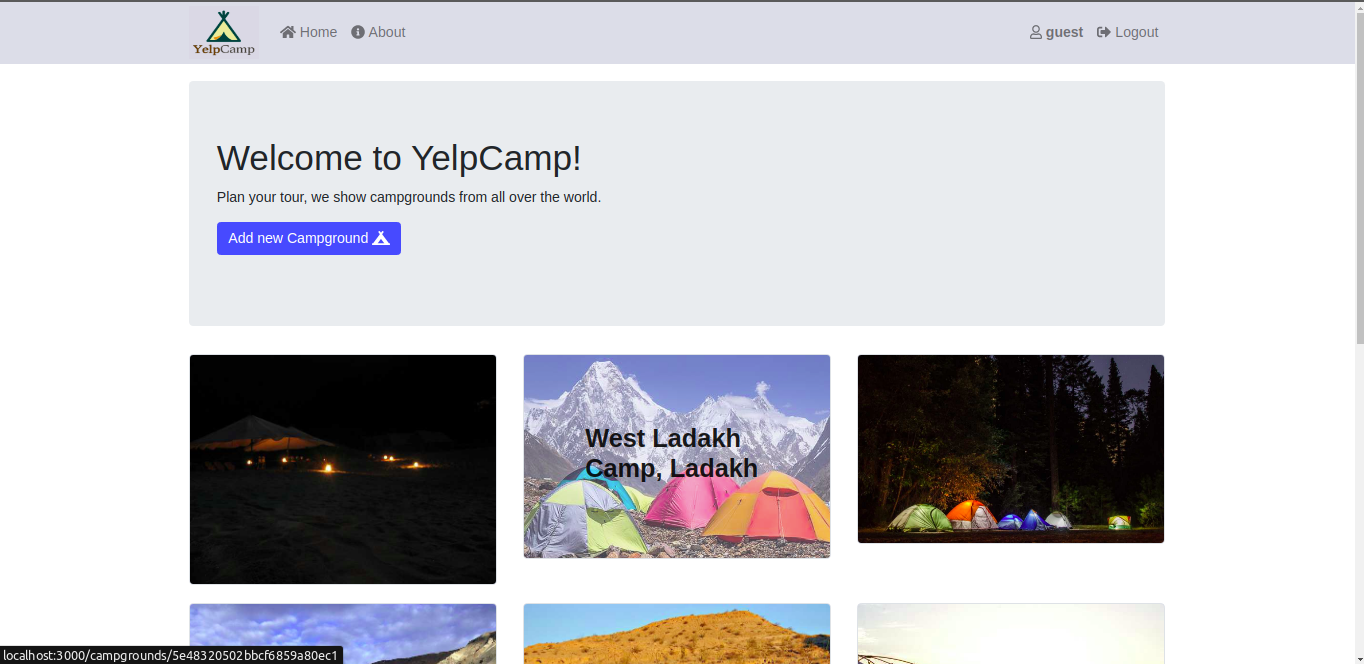 YelpCamp
Home
About
guest
Logout
Welcome to YelpCamp!
Plan your tour, we show campgrounds from all over the world.
Add new Campground
West Ladakh
Camp, Ladakh
localhost:3000/campgrounds/5e48320502bbcf6859a80ec1